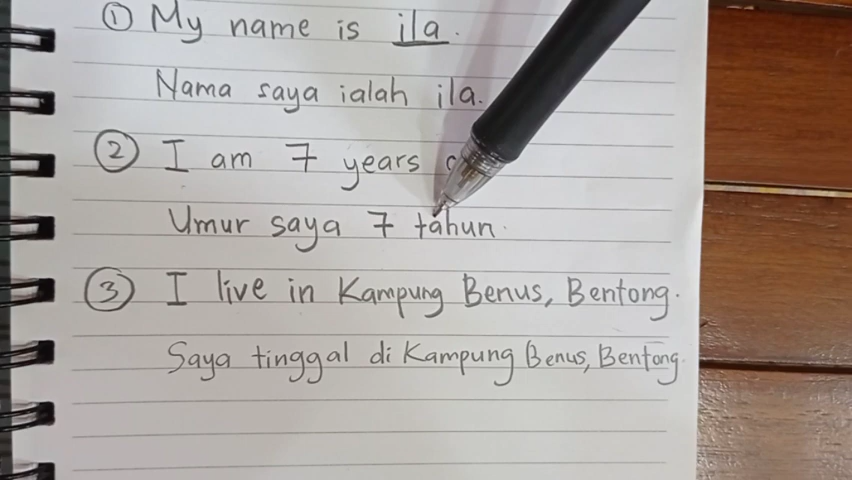 ① My name is ila.
Nama saya ialah ila.
② I am 7 years
Umur saya 7 tahun.
③ I live in Kampung Benus, Bentong.
Saya tinggal di Kampung Benus, Bentong.